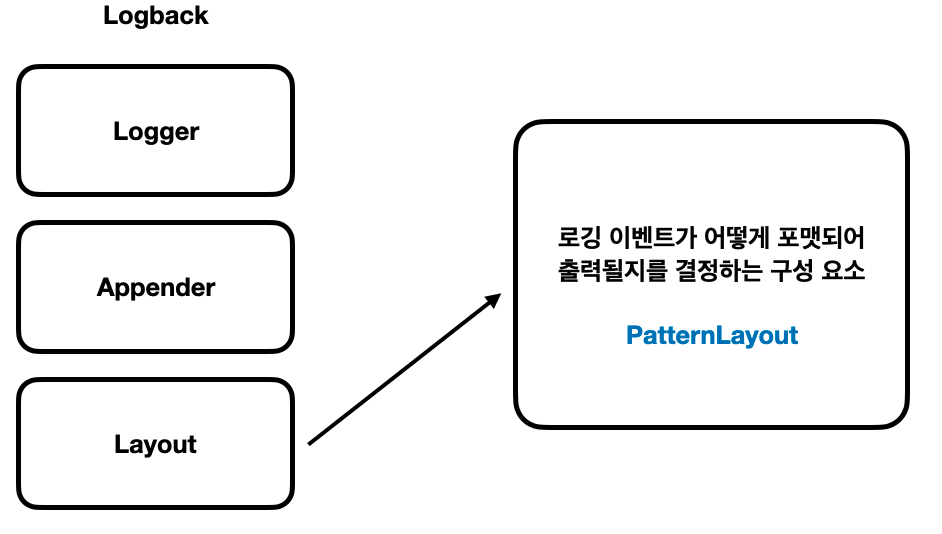 Logback
Logger
Appender
Layout
로깅 이벤트가 어떻게 포맷되어
출력될지를 결정하는 구성 요소
PatternLayout